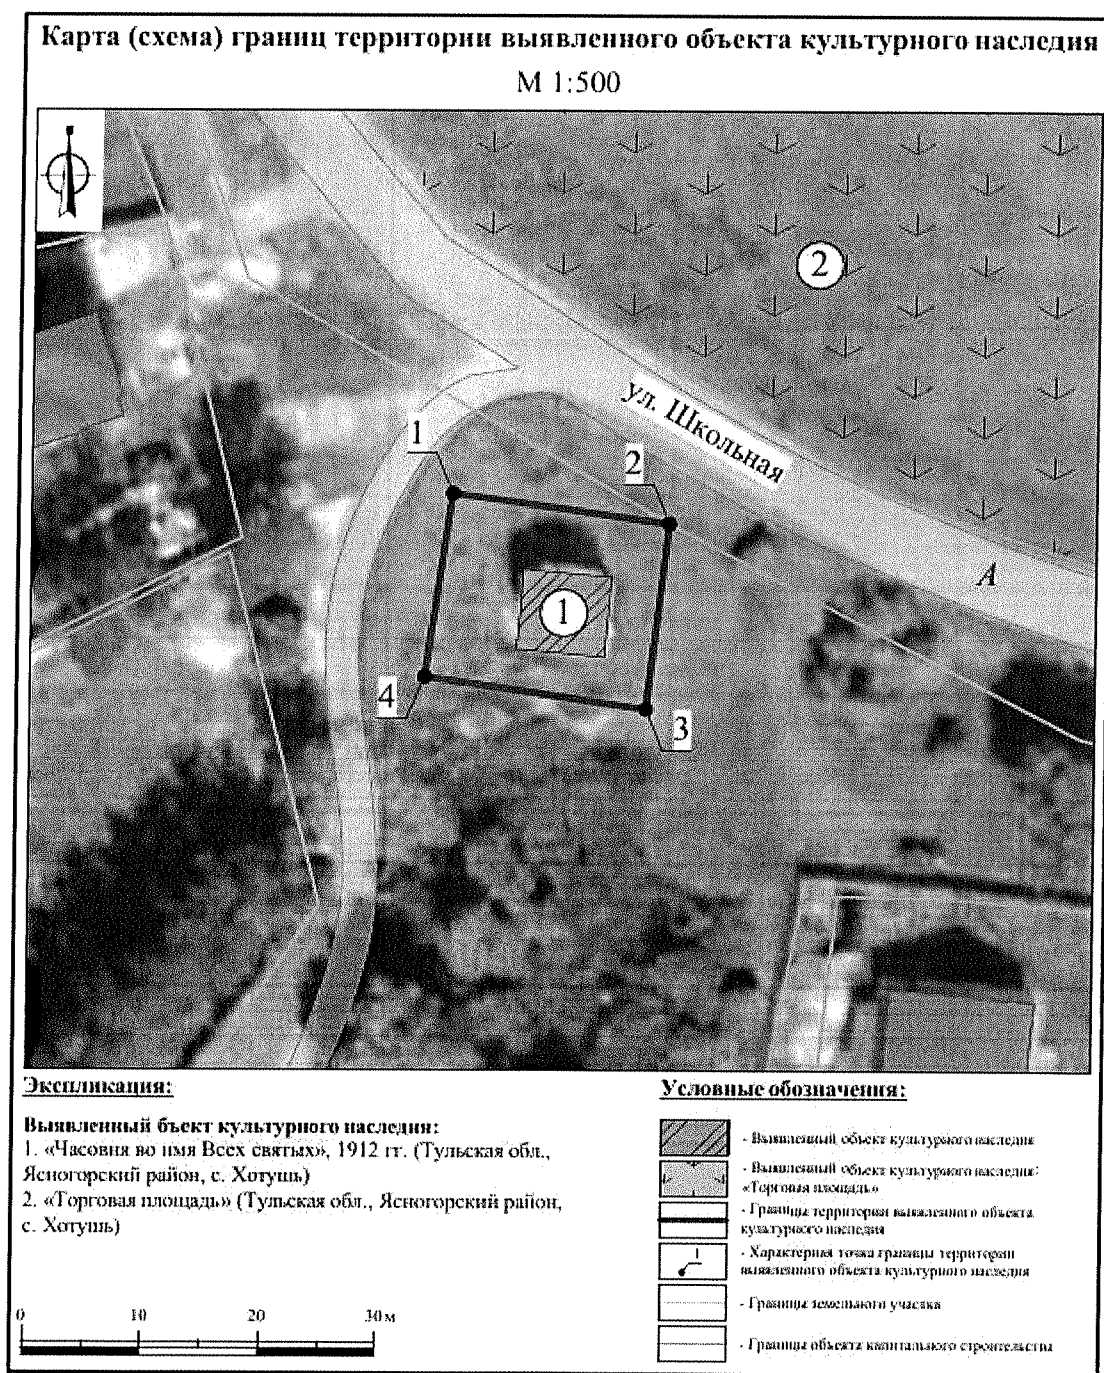 Карта (схема) границ территории выявленного объекта культурного наследия
М 1:500
2
ул. Школьная
1
2
А
1
4
3
Экспликация:
Выявленный бъект культурного наследия:
1. «Часовня во имя Всех святых», 1912 гг. (Тульская обл.,
Ясногорский район, с. Хотушь)
2. «Торговая площадь» (Тульская обл., Ясногорский район,
с. Хотушь)
0 10 20 30 м
Условные обозначения:
- Выявленный объект культурного наследия
- Выявленный объект культурного наследия:
«Торговая площадь»
- Границы территории выявленного объекта
культурного наследия
1
- Характерная точка границы территории
выявленного объекта культурного наследия
- Границы земельного участка
- Границы объекта капитального строительства